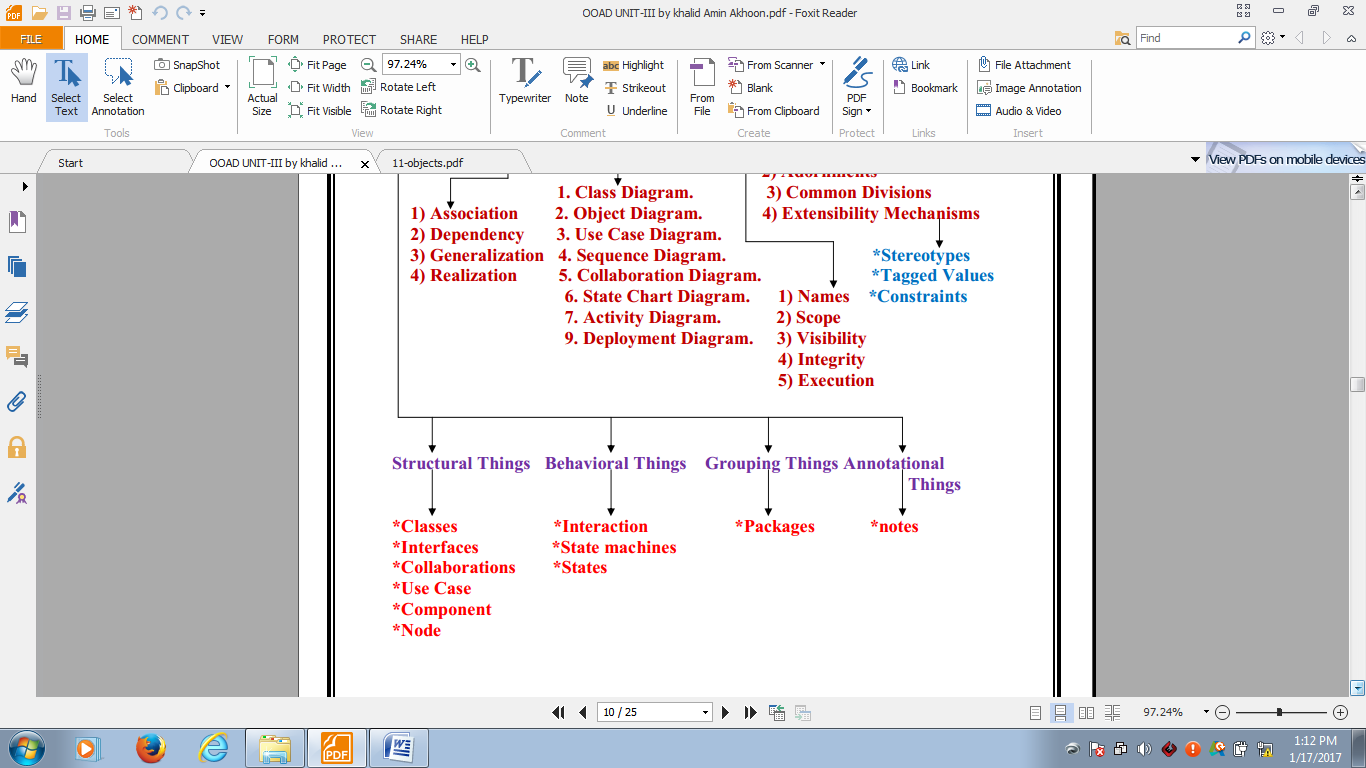 OOAD UNIT-III by khalid Amin Akhoon.pdf - Foxit Reader
FILE HOME COMMENT VIEW FORM PROTECT SHARE HELP
Find
Hand
Select Text
Select Annotation
SnapShot
Clipboard
Tools
Actual Size
Fit Page
Fit Width
Fit Visible
97.24%
Rotate Left
Rotate Right
View
Typewriter
Note
abc Highlight
T Strikeout
U Underline
Comment
From File
From Scanner
Blank
From Clipboard
Create
PDF Sign
Protect
Link
Bookmark
Links
File Attachment
Image Annotation
Audio & Video
Insert
Start
OOAD UNIT-III by khalid ...
11-objects.pdf
View PDFs on mobile devices
2) Adornments
1. Class Diagram. 3) Common Divisions
1) Association 2. Object Diagram. 4) Extensibility Mechanisms
2) Dependency 3. Use Case Diagram.
3) Generalization 4. Sequence Diagram. *Stereotypes
4) Realization 5. Collaboration Diagram. *Tagged Values
6. State Chart Diagram. 1) Names *Constraints
7. Activity Diagram. 2) Scope
9. Deployment Diagram. 3) Visibility
4) Integrity
5) Execution
Structural Things Behavioral Things Grouping Things Annotational
Things
*Classes *Interaction *Packages *notes
*Interfaces *State machines
*Collaborations *States
*Use Case
*Component
*Node
10 / 25
97.24%
PDF
1:12 PM
1/17/2017